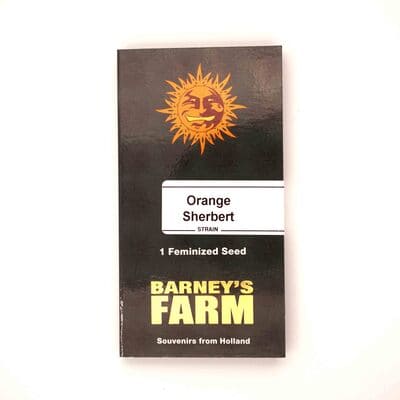 Orange
Sherbert
STRAIN
1 Feminized Seed
BARNEY'S
FARM
Souvenirs from Holland